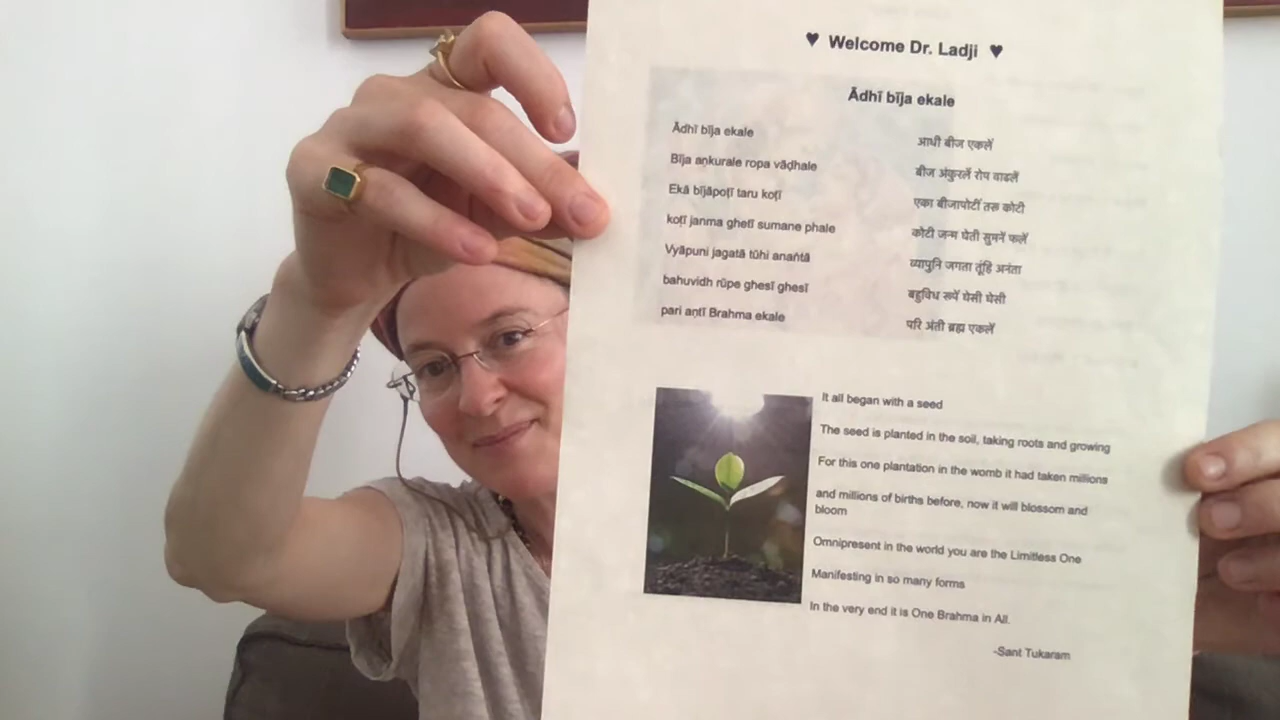 ♥ Welcome Dr. Ladji ♥
Ādhī bīja ekale
Ādhī bīja ekale
Bīja aṇkurale ropa vāḍhale
Ekā bījāpoṭī taru koṭī
koṭī janma ghetī sumane phale
Vyāpuni jagatā tūhi anaṅtā
bahuvidh rūpe ghesī ghesī
pari aṇtī Brahma ekale
आधी बीज एकलें
बीज अंकुरलें रोप वाढलें
एका बीजापोटीं तरू कोटी
कोटी जन्म घेती सुमनें फलें
व्यापुनि जगता तूंहि अनंता
बहुविध रूपें घेसी घेसी
परि अंती ब्रह्म एकलें
It all began with a seed
The seed is planted in the soil, taking roots and growing
For this one plantation in the womb it had taken millions
and millions of births before, now it will blossom and
bloom
Omnipresent in the world you are the Limitless One
Manifesting in so many forms
In the very end it is One Brahma in All.
-Sant Tukaram